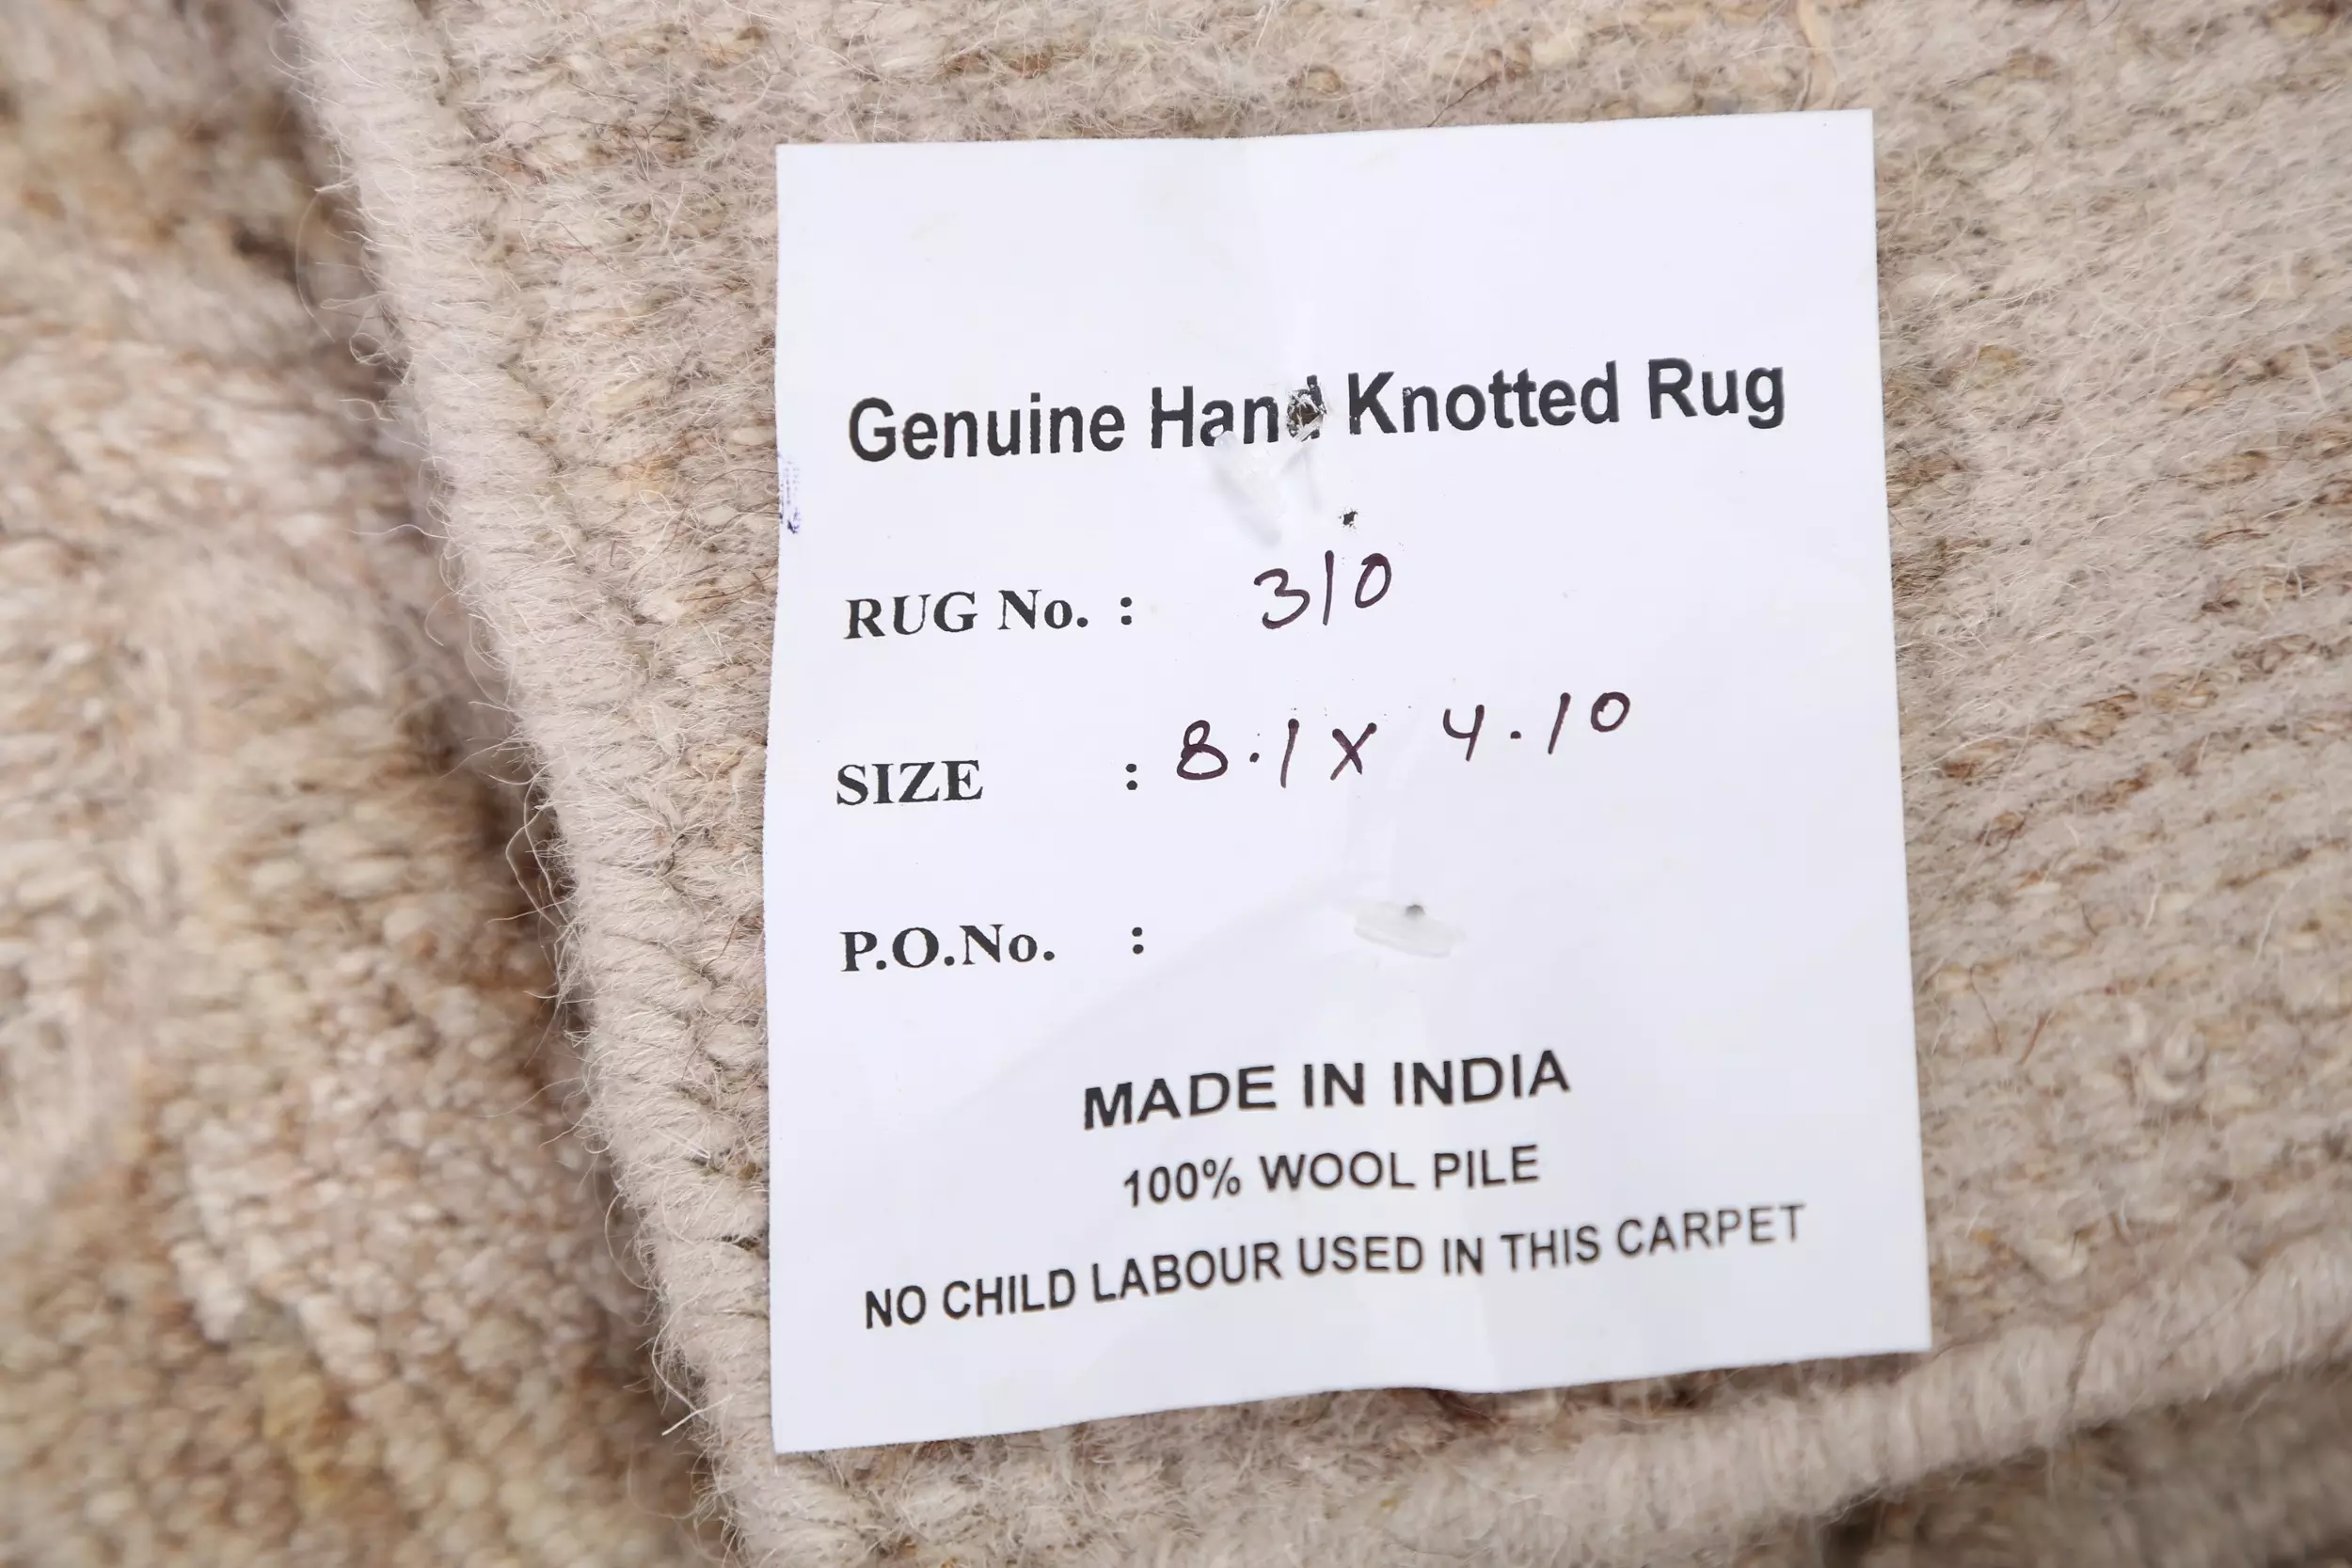 Genuine Hand Knotted Rug
RUG No. : 310
SIZE : 8.1 x 4.10
P.O.No. :
MADE IN INDIA
100% WOOL PILE
NO CHILD LABOUR USED IN THIS CARPET